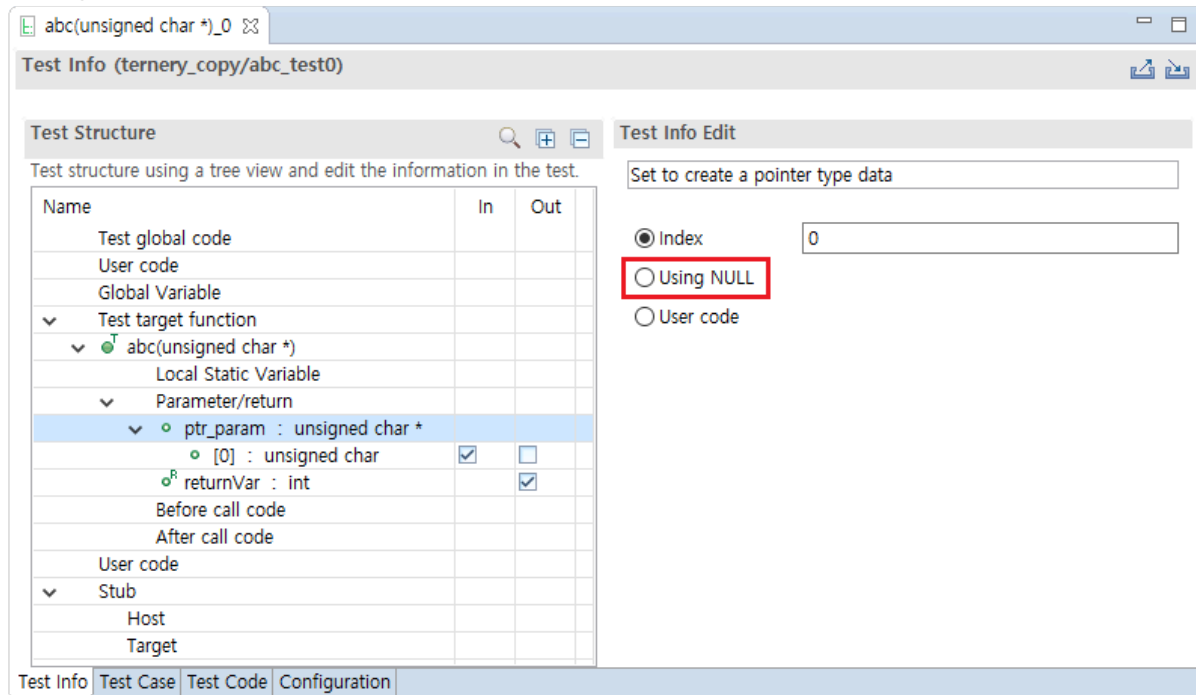 abc(unsigned char *)_0
Test Info (ternery_copy/abc_test0)
Test Structure
Test structure using a tree view and edit the information in the test.
Name In Out
Test global code
User code
Global Variable
Test target function
T abc(unsigned char *)
Local Static Variable
Parameter/return
ptr_param : unsigned char *
[0] : unsigned char
R returnVar : int
Before call code
After call code
User code
Stub
Host
Target
Test Info Edit
Set to create a pointer type data
Index 0
Using NULL
User code
Test Info Test Case Test Code Configuration